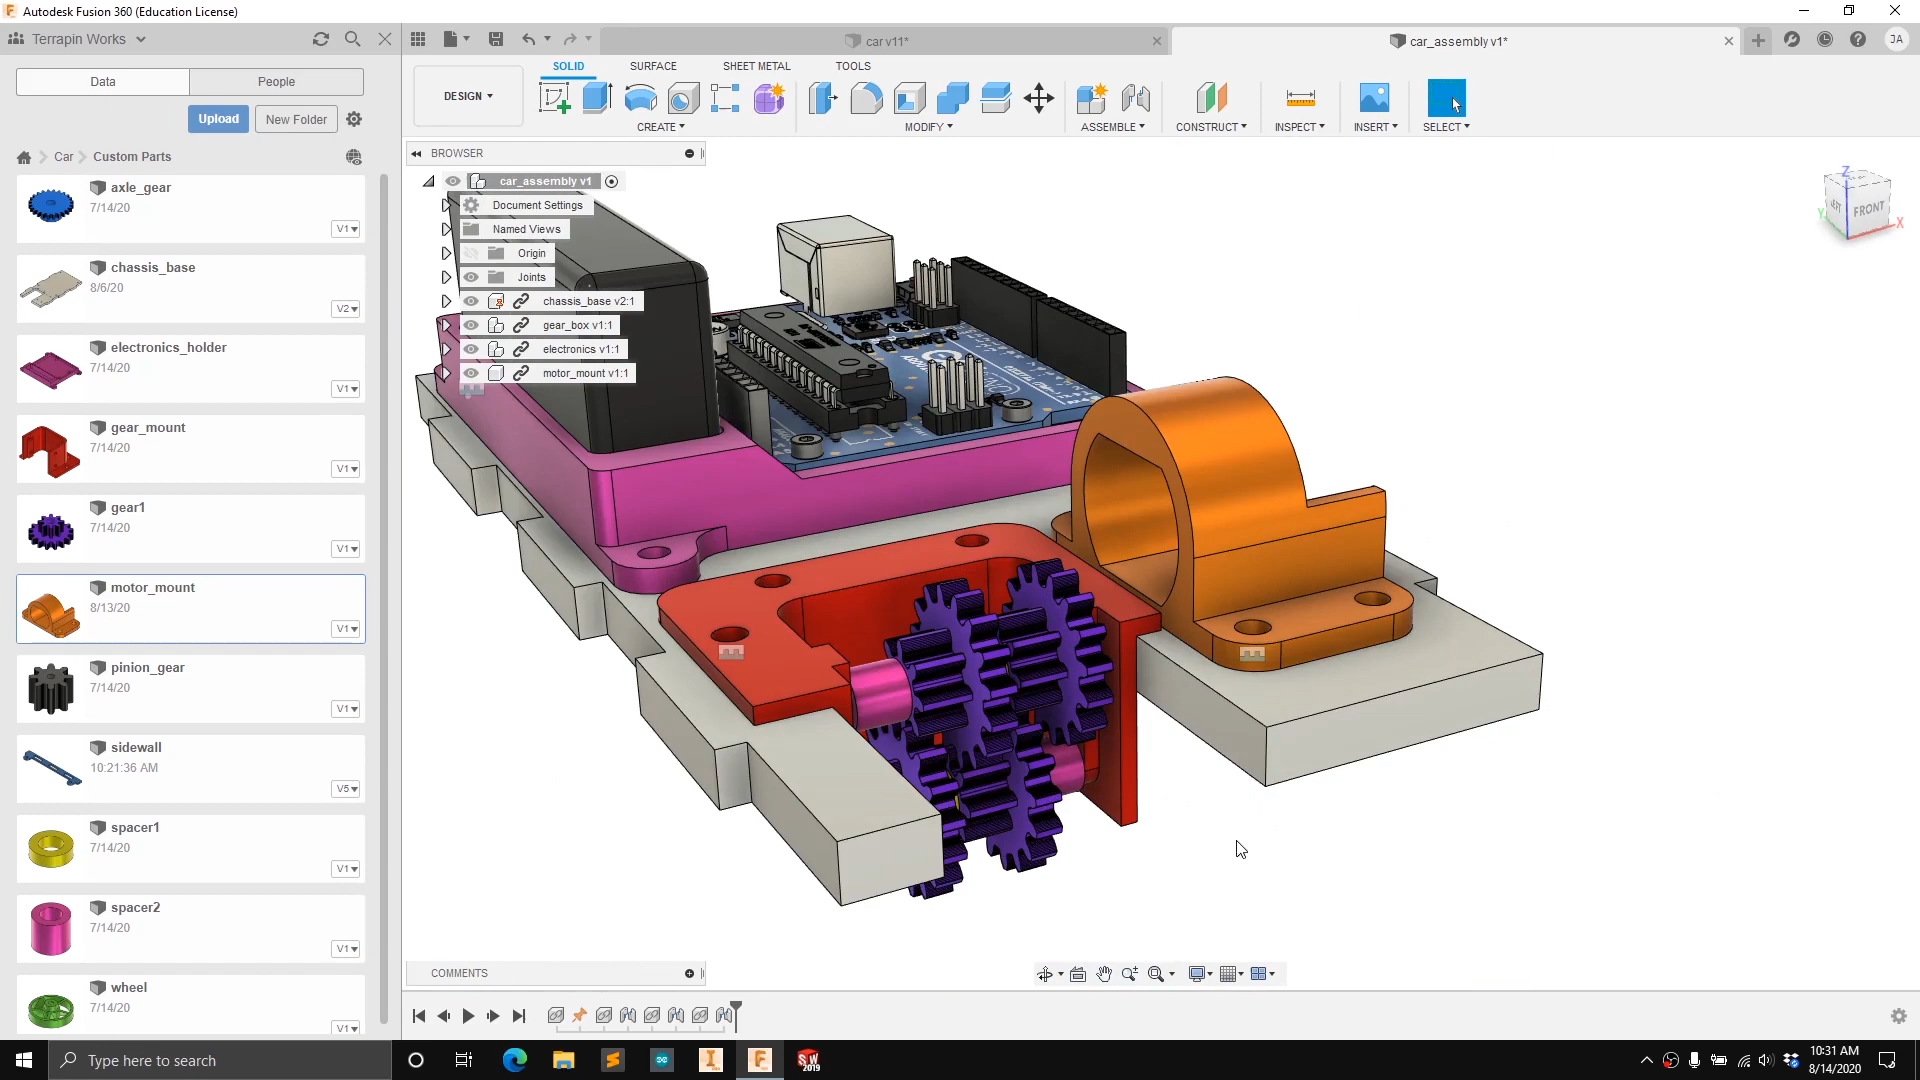 Autodesk Fusion 360 (Education License)
Terrapin Works
car v11*
car_assembly v1*
JA
Data
People
SOLID
SURFACE
SHEET METAL
TOOLS
DESIGN
CREATE
MODIFY
ASSEMBLE
CONSTRUCT
INSPECT
INSERT
SELECT
Upload
New Folder
Car
Custom Parts
BROWSER
car_assembly v1
Document Settings
Named Views
Origin
Joints
chassis_base v2:1
gear_box v1:1
electronics v1:1
motor_mount v1:1
Z
LEFT
FRONT
Y
X
axle_gear
7/14/20
V1
chassis_base
8/6/20
V2
electronics_holder
7/14/20
V1
gear_mount
7/14/20
V1
gear1
7/14/20
V1
motor_mount
8/13/20
V1
pinion_gear
7/14/20
V1
sidewall
10:21:36 AM
V5
spacer1
7/14/20
V1
spacer2
7/14/20
V1
wheel
7/14/20
V1
COMMENTS
Type here to search
SW
2019
10:31 AM
8/14/2020